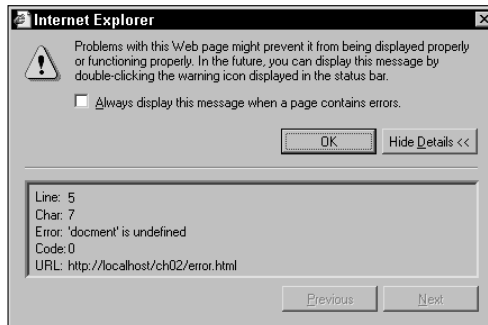 Internet Explorer
Problems with this Web page might prevent it from being displayed properly
or functioning properly. In the future, you can display this message by
double-clicking the warning icon displayed in the status bar.
Always display this message when a page contains errors.
OK
Hide Details <<
Line: 5
Char: 7
Error: 'docment' is undefined
Code:0
URL: http://localhost/ch02/error.html
Previous
Next